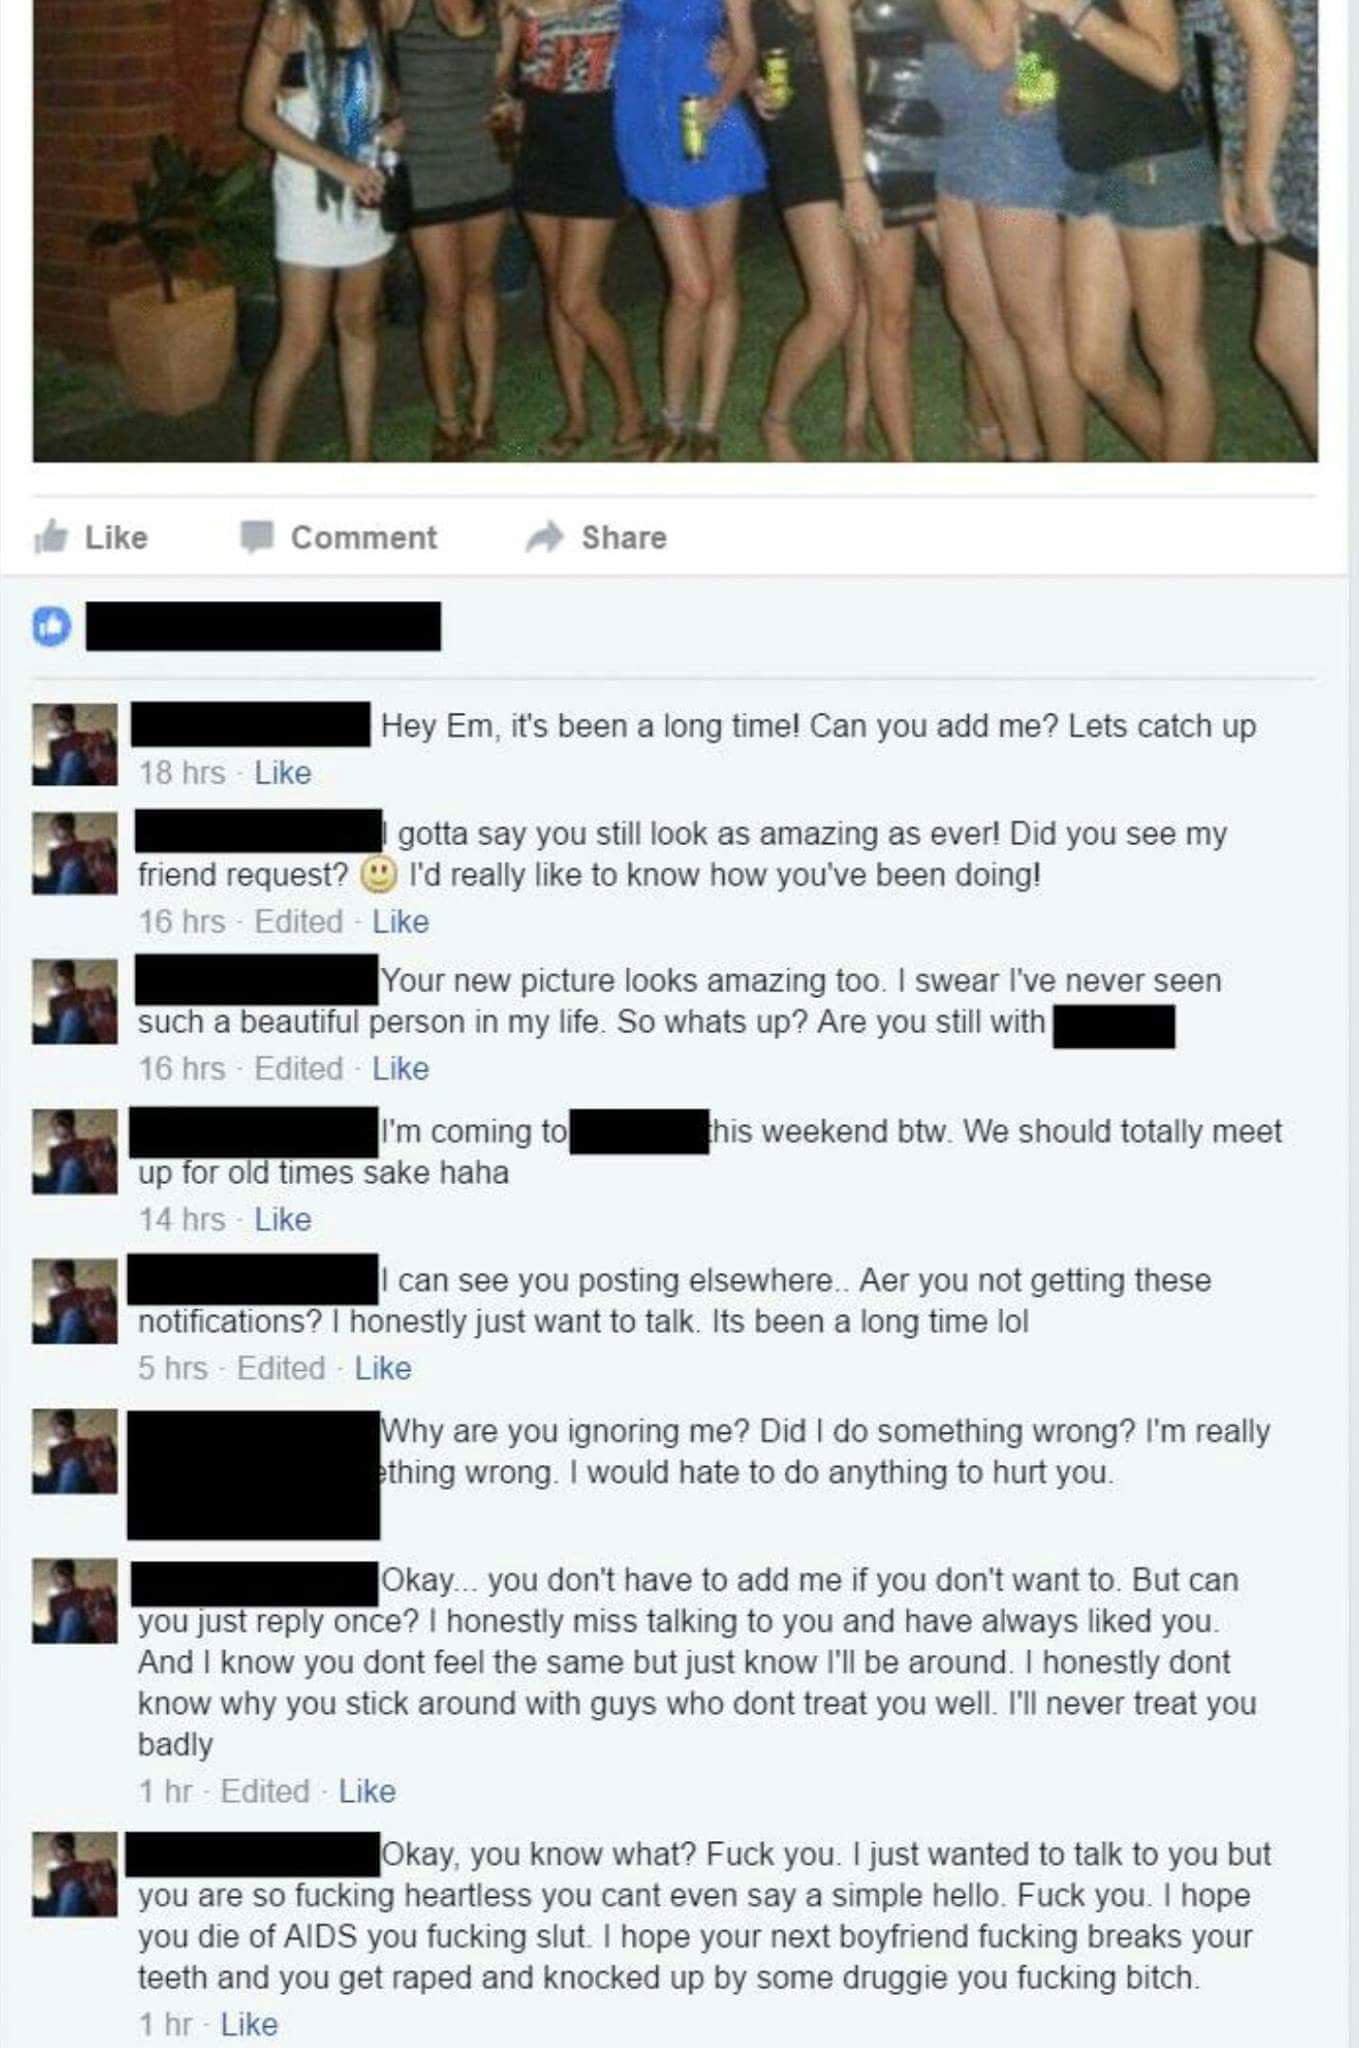 Like Comment Share
Hey Em, it's been a long time! Can you add me? Lets catch up
18 hrs · Like
I gotta say you still look as amazing as ever! Did you see my
friend request? 🙂 I'd really like to know how you've been doing!
16 hrs · Edited · Like
Your new picture looks amazing too. I swear I've never seen
such a beautiful person in my life. So whats up? Are you still with
16 hrs · Edited · Like
I'm coming to this weekend btw. We should totally meet
up for old times sake haha
14 hrs · Like
I can see you posting elsewhere.. Aer you not getting these
notifications? I honestly just want to talk. Its been a long time lol
5 hrs · Edited · Like
Why are you ignoring me? Did I do something wrong? I'm really
ething wrong. I would hate to do anything to hurt you.
Okay... you don't have to add me if you don't want to. But can
you just reply once? I honestly miss talking to you and have always liked you.
And I know you dont feel the same but just know I'll be around. I honestly dont
know why you stick around with guys who dont treat you well. I'll never treat you
badly
1 hr · Edited · Like
Okay, you know what? Fuck you. I just wanted to talk to you but
you are so fucking heartless you cant even say a simple hello. Fuck you. I hope
you die of AIDS you fucking slut. I hope your next boyfriend fucking breaks your
teeth and you get raped and knocked up by some druggie you fucking bitch.
1 hr · Like